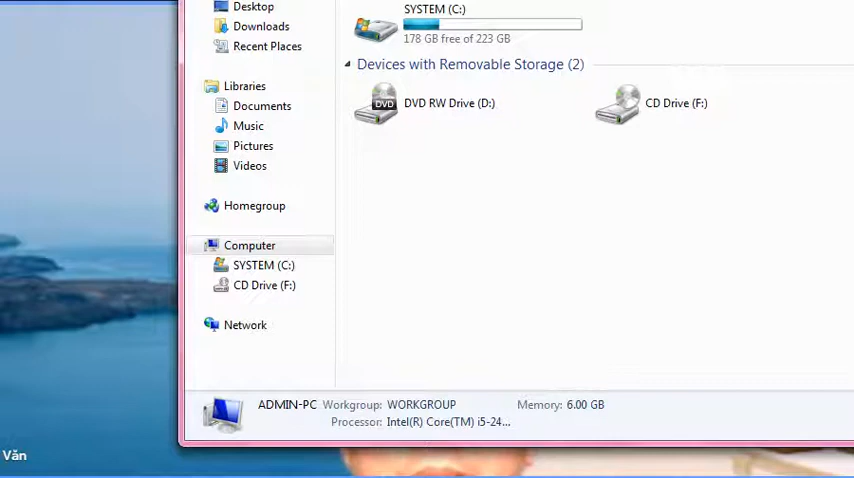 Desktop
Downloads
Recent Places
Libraries
Documents
Music
Pictures
Videos
Homegroup
Computer
SYSTEM (C:)
CD Drive (F:)
Network
SYSTEM (C:)
178 GB free of 223 GB
Devices with Removable Storage (2)
DVD
DVD RW Drive (D:)
CD Drive (F:)
ADMIN-PC Workgroup: WORKGROUP Memory: 6.00 GB
Processor: Intel(R) Core(TM) i5-24...
Văn